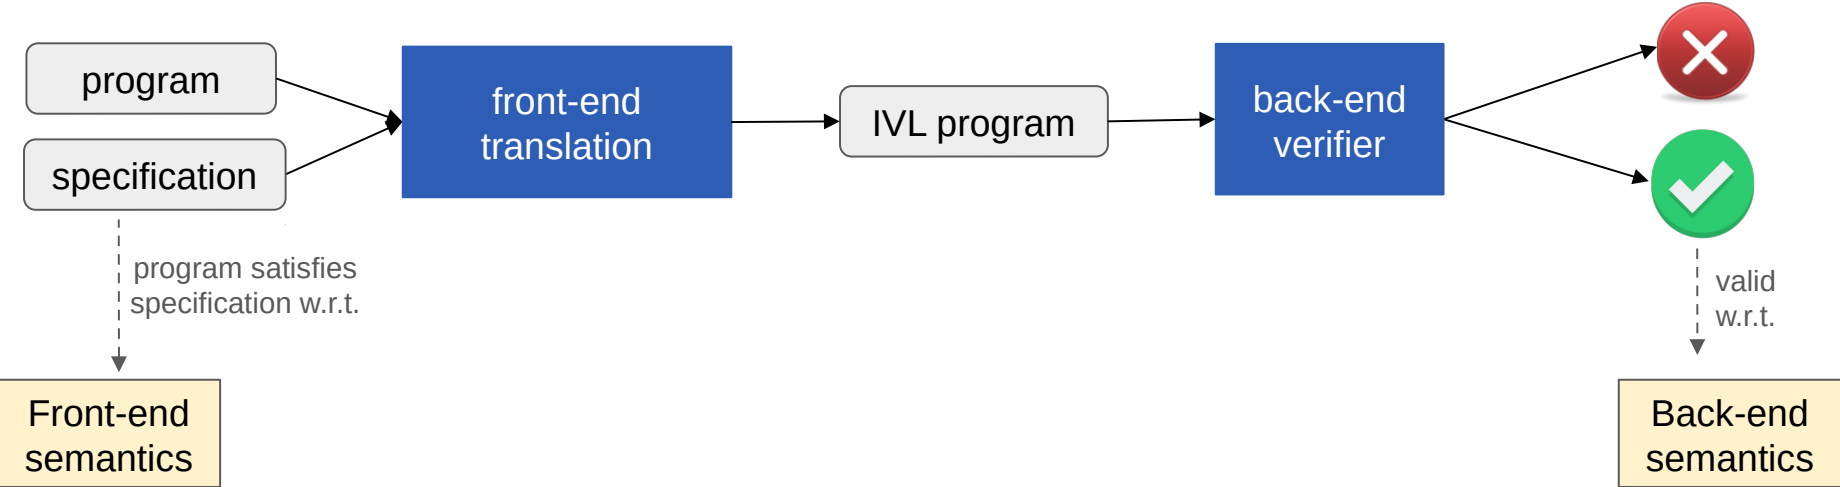 program
specification
front-end
translation
IVL program
back-end
verifier
program satisfies
specification w.r.t.
valid
w.r.t.
Front-end
semantics
Back-end
semantics